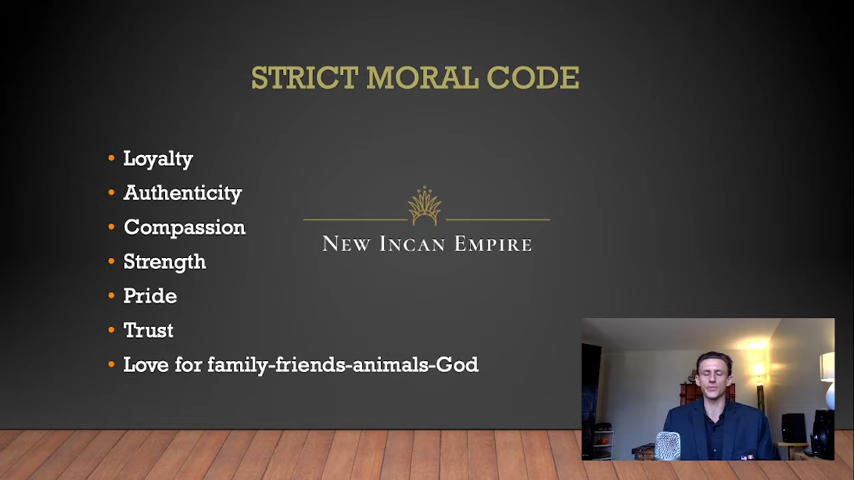 STRICT MORAL CODE
• Loyalty
• Authenticity
• Compassion
• Strength
• Pride
• Trust
• Love for family-friends-animals-God
NEW INCAN EMPIRE